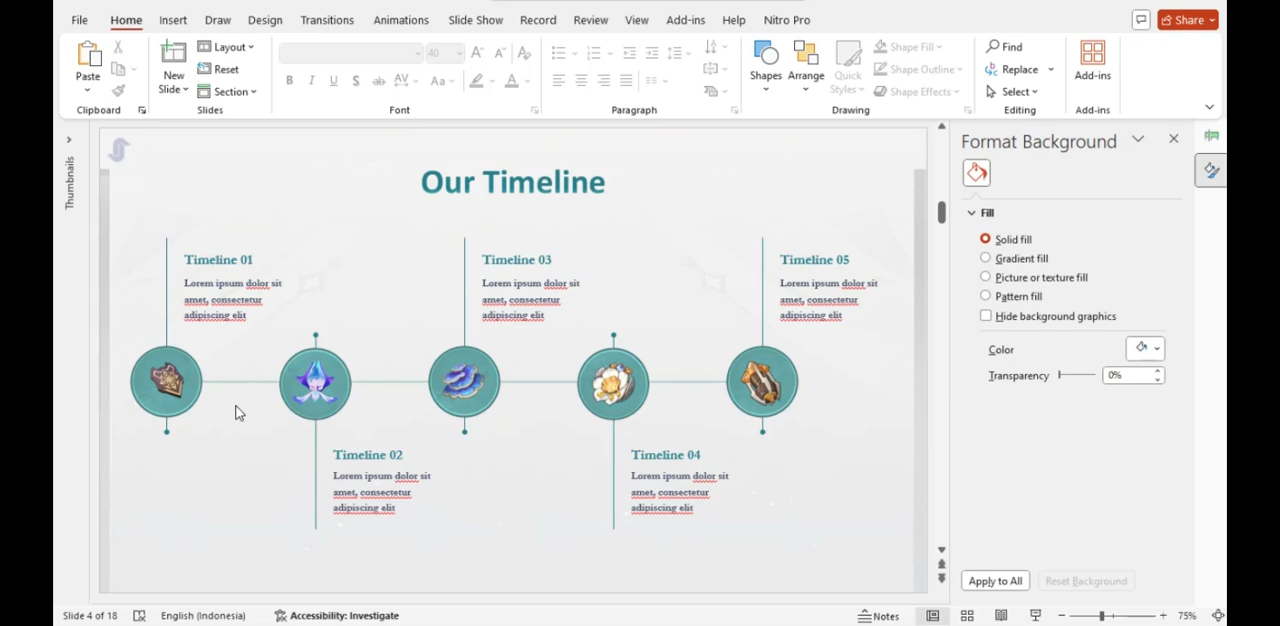 File Home Insert Draw Design Transitions Animations Slide Show Record Review View Add-ins Help Nitro Pro Share
Paste
Clipboard
New
Slide
Layout
Reset
Section
Slides
40
B I U S ab AV Aa A
Font
Paragraph
Shapes
Arrange
Quick
Styles
Shape Fill
Shape Outline
Shape Effects
Drawing
Find
Replace
Select
Editing
Add-ins
Add-ins
Thumbnails
Our Timeline
Timeline 01
Lorem ipsum dolor sit
amet, consectetur
adipiscing elit
Timeline 03
Lorem ipsum dolor sit
amet, consectetur
adipiscing elit
Timeline 05
Lorem ipsum dolor sit
amet, consectetur
adipiscing elit
Timeline 02
Lorem ipsum dolor sit
amet, consectetur
adipiscing elit
Timeline 04
Lorem ipsum dolor sit
amet, consectetur
adipiscing elit
Format Background
Fill
Solid fill
Gradient fill
Picture or texture fill
Pattern fill
Hide background graphics
Color
Transparency 0%
Apply to All Reset Background
Slide 4 of 18 English (Indonesia) Accessibility: Investigate Notes 75%